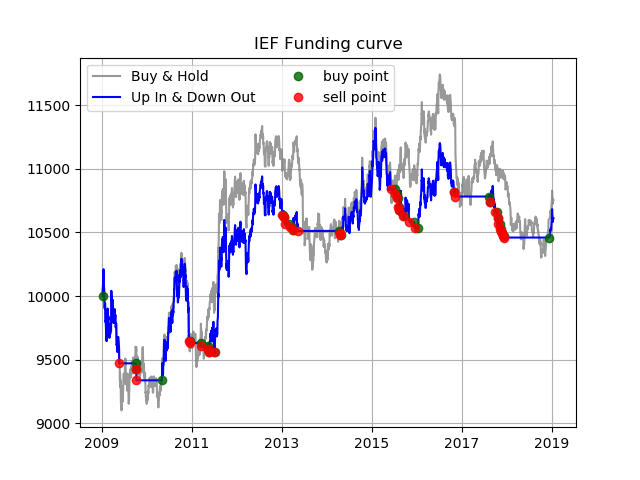 IEF Funding curve
Buy & Hold
Up In & Down Out
buy point
sell point
11500
11000
10500
10000
9500
9000
2009 2011 2013 2015 2017 2019